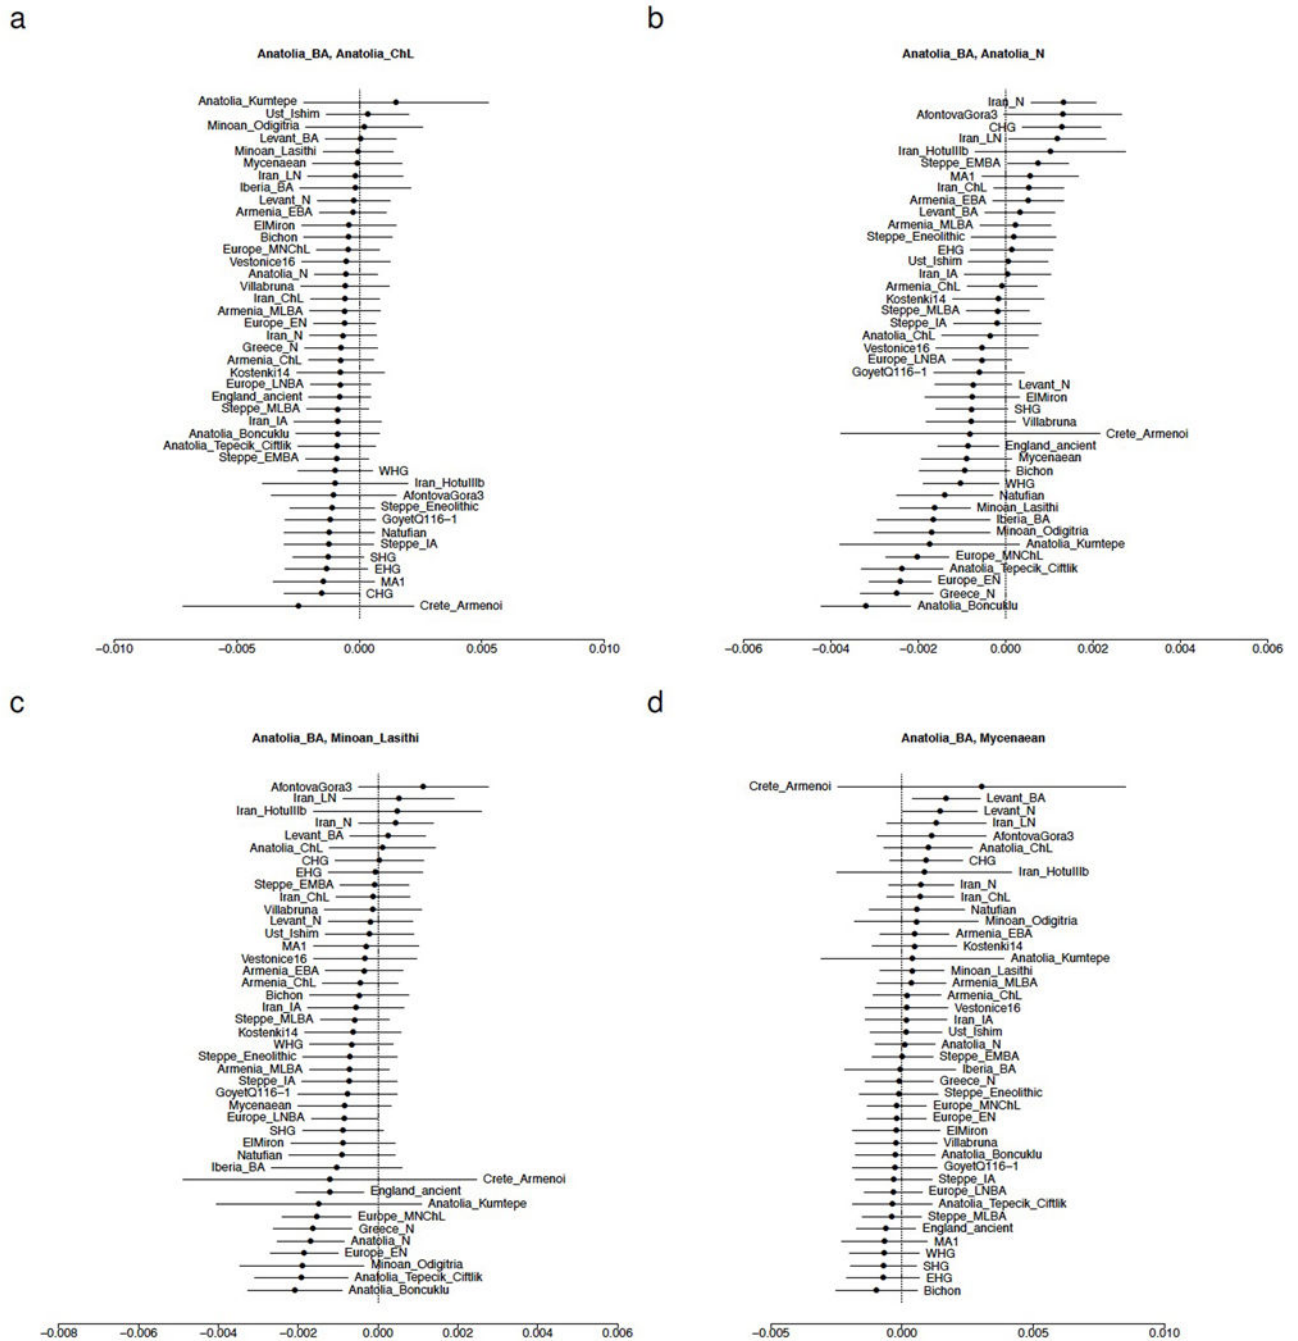 a
Anatolia_BA, Anatolia_ChL
Anatolia_Kumtepe
Ust_Ishim
Minoan_Odigitria
Levant_BA
Minoan_Lasithi
Mycenaean
Iran_LN
Iberia_BA
Levant_N
Armenia_EBA
ElMiron
Bichon
Europe_MNChL
Vestonice16
Anatolia_N
Villabruna
Iran_ChL
Armenia_MLBA
Europe_EN
Iran_N
Greece_N
Armenia_ChL
Kostenki14
Europe_LNBA
England_ancient
Steppe_MLBA
Iran_IA
Anatolia_Boncuklu
Anatolia_Tepecik_Ciftlik
Steppe_EMBA
WHG
Iran_HotuIIIb
AfontovaGora3
Steppe_Eneolithic
GoyetQ116−1
Natufian
Steppe_IA
SHG
EHG
MA1
CHG
Crete_Armenoi
−0.010 −0.005 0.000 0.005 0.010
b
Anatolia_BA, Anatolia_N
Iran_N
AfontovaGora3
CHG
Iran_LN
Iran_HotuIIIb
Steppe_EMBA
MA1
Iran_ChL
Armenia_EBA
Levant_BA
Armenia_MLBA
Steppe_Eneolithic
EHG
Ust_Ishim
Iran_IA
Armenia_ChL
Kostenki14
Steppe_MLBA
Steppe_IA
Anatolia_ChL
Vestonice16
Europe_LNBA
GoyetQ116−1
Levant_N
ElMiron
SHG
Villabruna
Crete_Armenoi
England_ancient
Mycenaean
Bichon
WHG
Natufian
Minoan_Lasithi
Iberia_BA
Minoan_Odigitria
Anatolia_Kumtepe
Europe_MNChL
Anatolia_Tepecik_Ciftlik
Europe_EN
Greece_N
Anatolia_Boncuklu
−0.006 −0.004 −0.002 0.000 0.002 0.004 0.006
c
Anatolia_BA, Minoan_Lasithi
AfontovaGora3
Iran_LN
Iran_HotuIIIb
Iran_N
Levant_BA
Anatolia_ChL
CHG
EHG
Steppe_EMBA
Iran_ChL
Villabruna
Levant_N
Ust_Ishim
MA1
Vestonice16
Armenia_EBA
Armenia_ChL
Bichon
Iran_IA
Steppe_MLBA
Kostenki14
WHG
Steppe_Eneolithic
Armenia_MLBA
Steppe_IA
GoyetQ116−1
Mycenaean
Europe_LNBA
SHG
ElMiron
Natufian
Iberia_BA
Crete_Armenoi
England_ancient
Anatolia_Kumtepe
Europe_MNChL
Greece_N
Anatolia_N
Europe_EN
Minoan_Odigitria
Anatolia_Tepecik_Ciftlik
Anatolia_Boncuklu
−0.008 −0.006 −0.004 −0.002 0.000 0.002 0.004 0.006
d
Anatolia_BA, Mycenaean
Crete_Armenoi
Levant_BA
Levant_N
Iran_LN
AfontovaGora3
Anatolia_ChL
CHG
Iran_HotuIIIb
Iran_N
Iran_ChL
Natufian
Minoan_Odigitria
Armenia_EBA
Kostenki14
Anatolia_Kumtepe
Minoan_Lasithi
Armenia_MLBA
Armenia_ChL
Vestonice16
Iran_IA
Ust_Ishim
Anatolia_N
Steppe_EMBA
Iberia_BA
Greece_N
Steppe_Eneolithic
Europe_MNChL
Europe_EN
ElMiron
Villabruna
Anatolia_Boncuklu
GoyetQ116−1
Steppe_IA
Europe_LNBA
Anatolia_Tepecik_Ciftlik
Steppe_MLBA
England_ancient
MA1
WHG
SHG
EHG
Bichon
−0.005 0.000 0.005 0.010